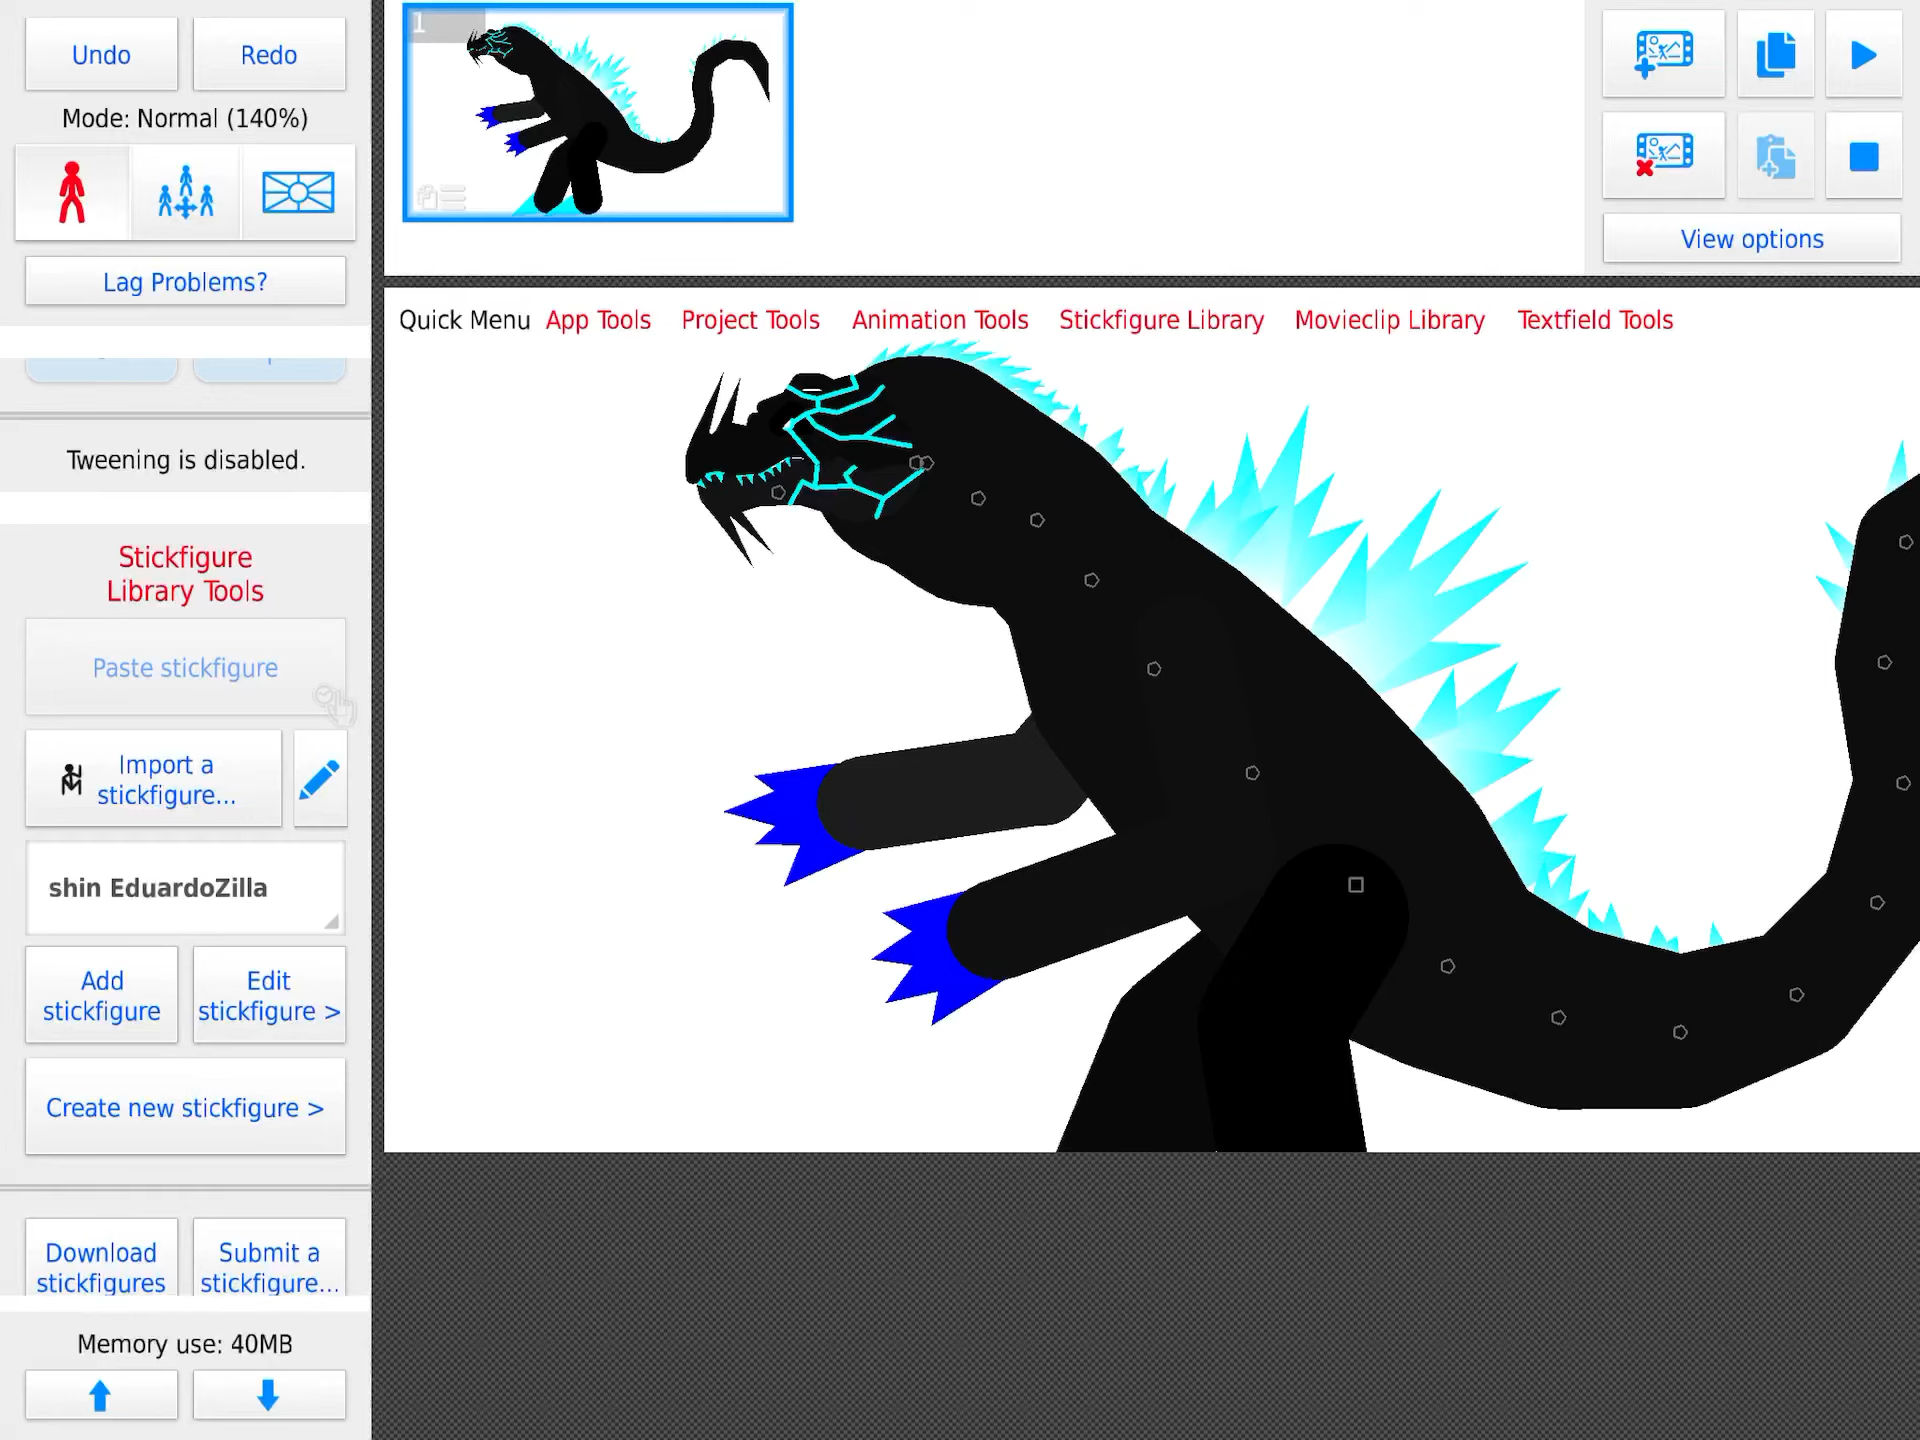 Undo
Redo
Mode: Normal (140%)
Lag Problems?
Tweening is disabled.
Stickfigure
Library Tools
Paste stickfigure
Import a
stickfigure...
shin EduardoZilla
Add
stickfigure
Edit
stickfigure >
Create new stickfigure >
Download
stickfigures
Submit a
stickfigure...
Memory use: 40MB
1
View options
Quick Menu
App Tools
Project Tools
Animation Tools
Stickfigure Library
Movieclip Library
Textfield Tools